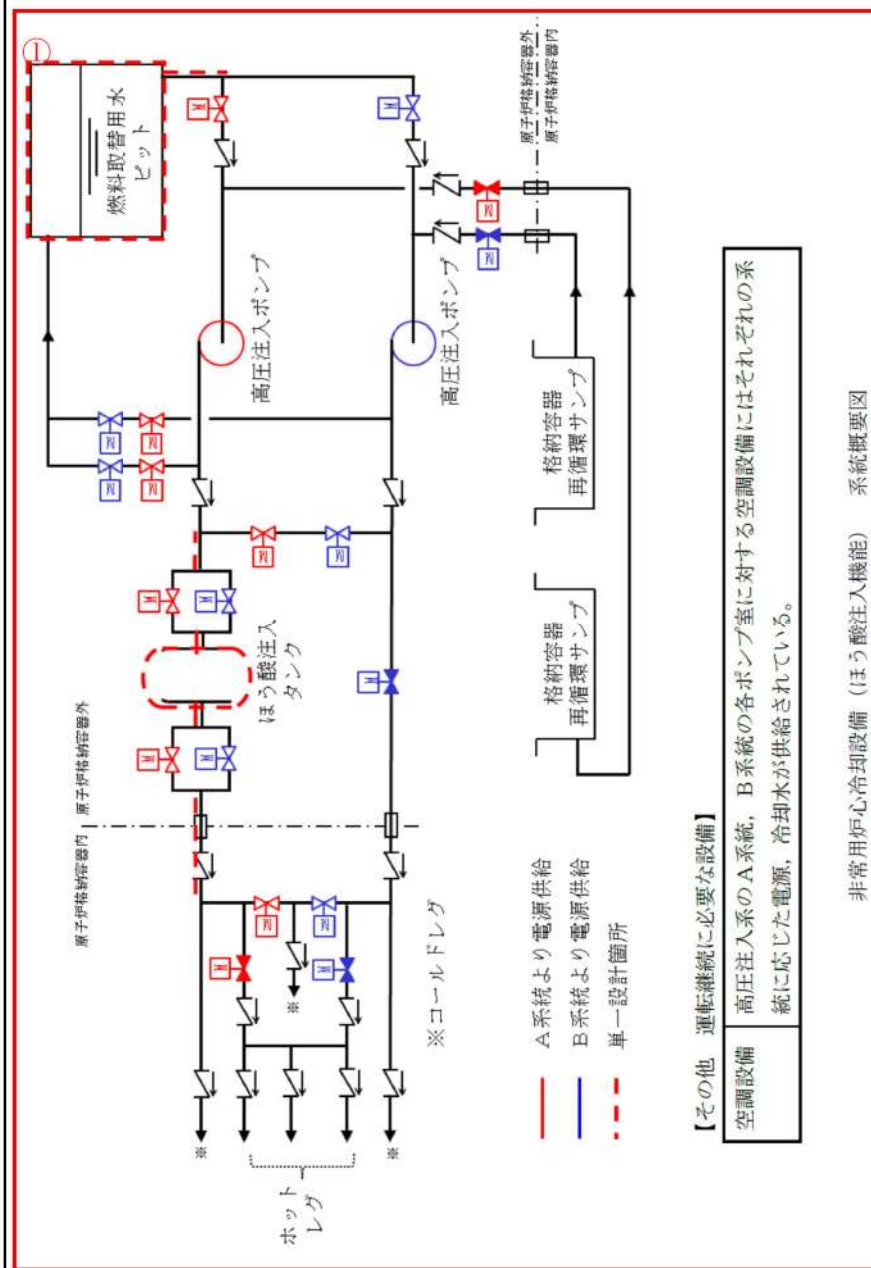 ①
燃料取替用水
ピット
M
M
M
M
M
M
高圧注入ポンプ
高圧注入ポンプ
原子炉格納容器外
原子炉格納容器内
M
M
M
M
M
M
ほう酸注入
タンク
M
M
M
原子炉格納容器内
原子炉格納容器外
M
M
M
M
※
※
※
ホット
レグ
※コールドレグ
格納容器
再循環サンプ
格納容器
再循環サンプ
A系統より電源供給
B系統より電源供給
単一設計箇所
【その他　運転継続に必要な設備】
空調設備
高圧注入系のA系統，B系統の各ポンプ室に対する空調設備にはそれぞれの系
統に応じた電源，冷却水が供給されている。
非常用炉心冷却設備（ほう酸注入機能）　系統概要図